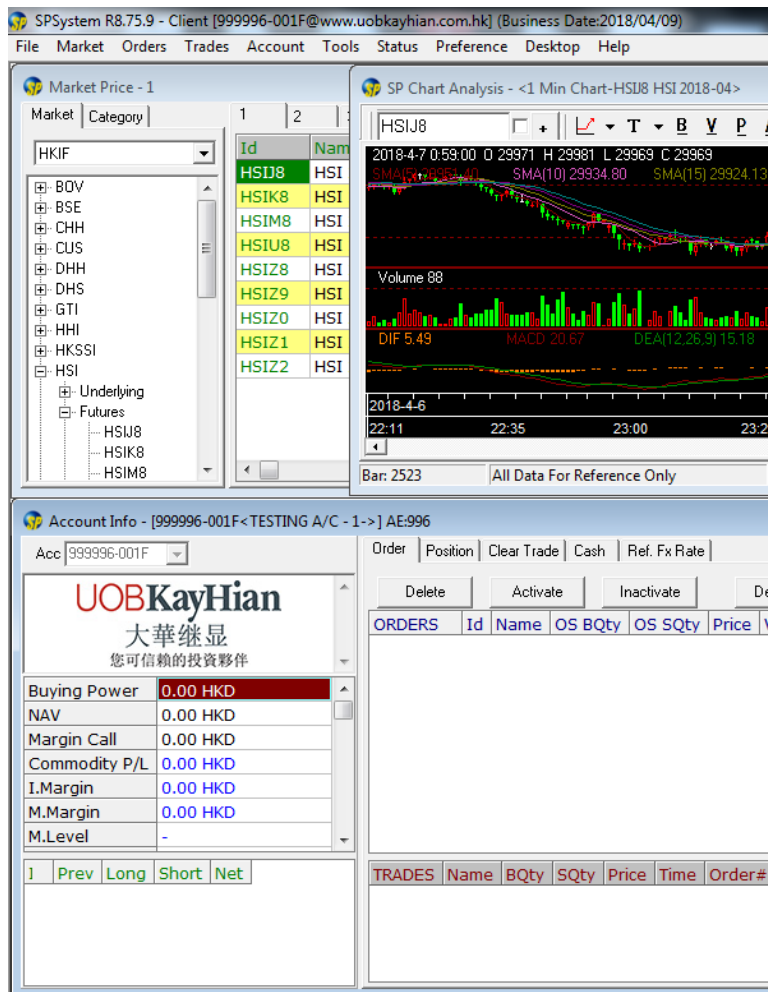 SPSystem R8.75.9 - Client [999996-001F@www.uobkayhian.com.hk] (Business Date:2018/04/09)
File Market Orders Trades Account Tools Status Preference Desktop Help
Market Price - 1
Market Category
HKIF
BOV
BSE
CHH
CUS
DHH
DHS
GTI
HHI
HKSSI
HSI
Underlying
Futures
HSIJ8
HSIK8
HSIM8
1 2
Id Nam
HSIJ8 HSI
HSIK8 HSI
HSIM8 HSI
HSIU8 HSI
HSIZ8 HSI
HSIZ9 HSI
HSIZ0 HSI
HSIZ1 HSI
HSIZ2 HSI
SP Chart Analysis - <1 Min Chart-HSIJ8 HSI 2018-04>
HSIJ8 + T B V P
2018-4-7 0:59:00 O 29971 H 29981 L 29969 C 29969
SMA(10) 29934.80 SMA(15) 29924.13
Volume 88
DIF 5.49 MACD 20.67 DEA(12,26,9) 15.18
2018-4-6
22:11 22:35 23:00 23:2
Bar: 2523 All Data For Reference Only
Account Info - [999996-001F<TESTING A/C - 1->] AE:996
Acc 999996-001F
UOBKayHian
大華继显
您可信賴的投資夥伴
Buying Power 0.00 HKD
NAV 0.00 HKD
Margin Call 0.00 HKD
Commodity P/L 0.00 HKD
I.Margin 0.00 HKD
M.Margin 0.00 HKD
M.Level -
Prev Long Short Net
Order Position Clear Trade Cash Ref. Fx Rate
Delete Activate Inactivate De
ORDERS Id Name OS BQty OS SQty Price
TRADES Name BQty SQty Price Time Order#